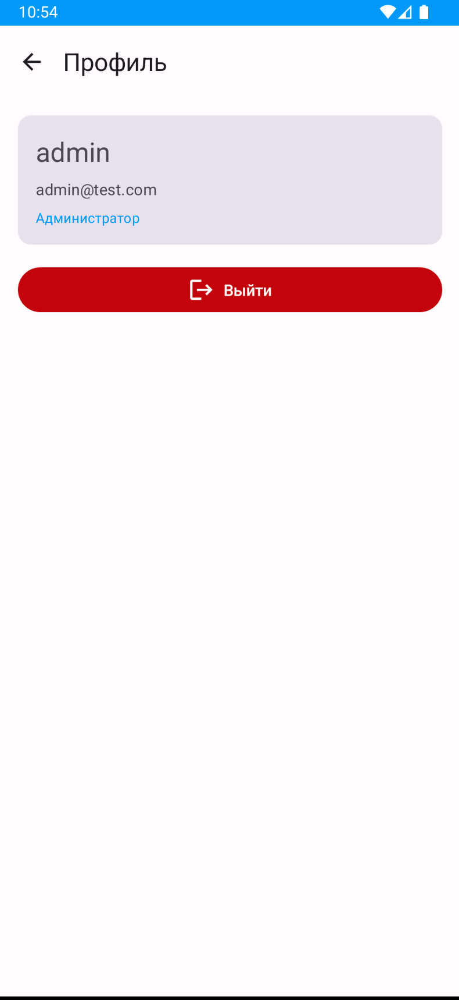 10:54
Профиль
admin
admin@test.com
Администратор
Выйти